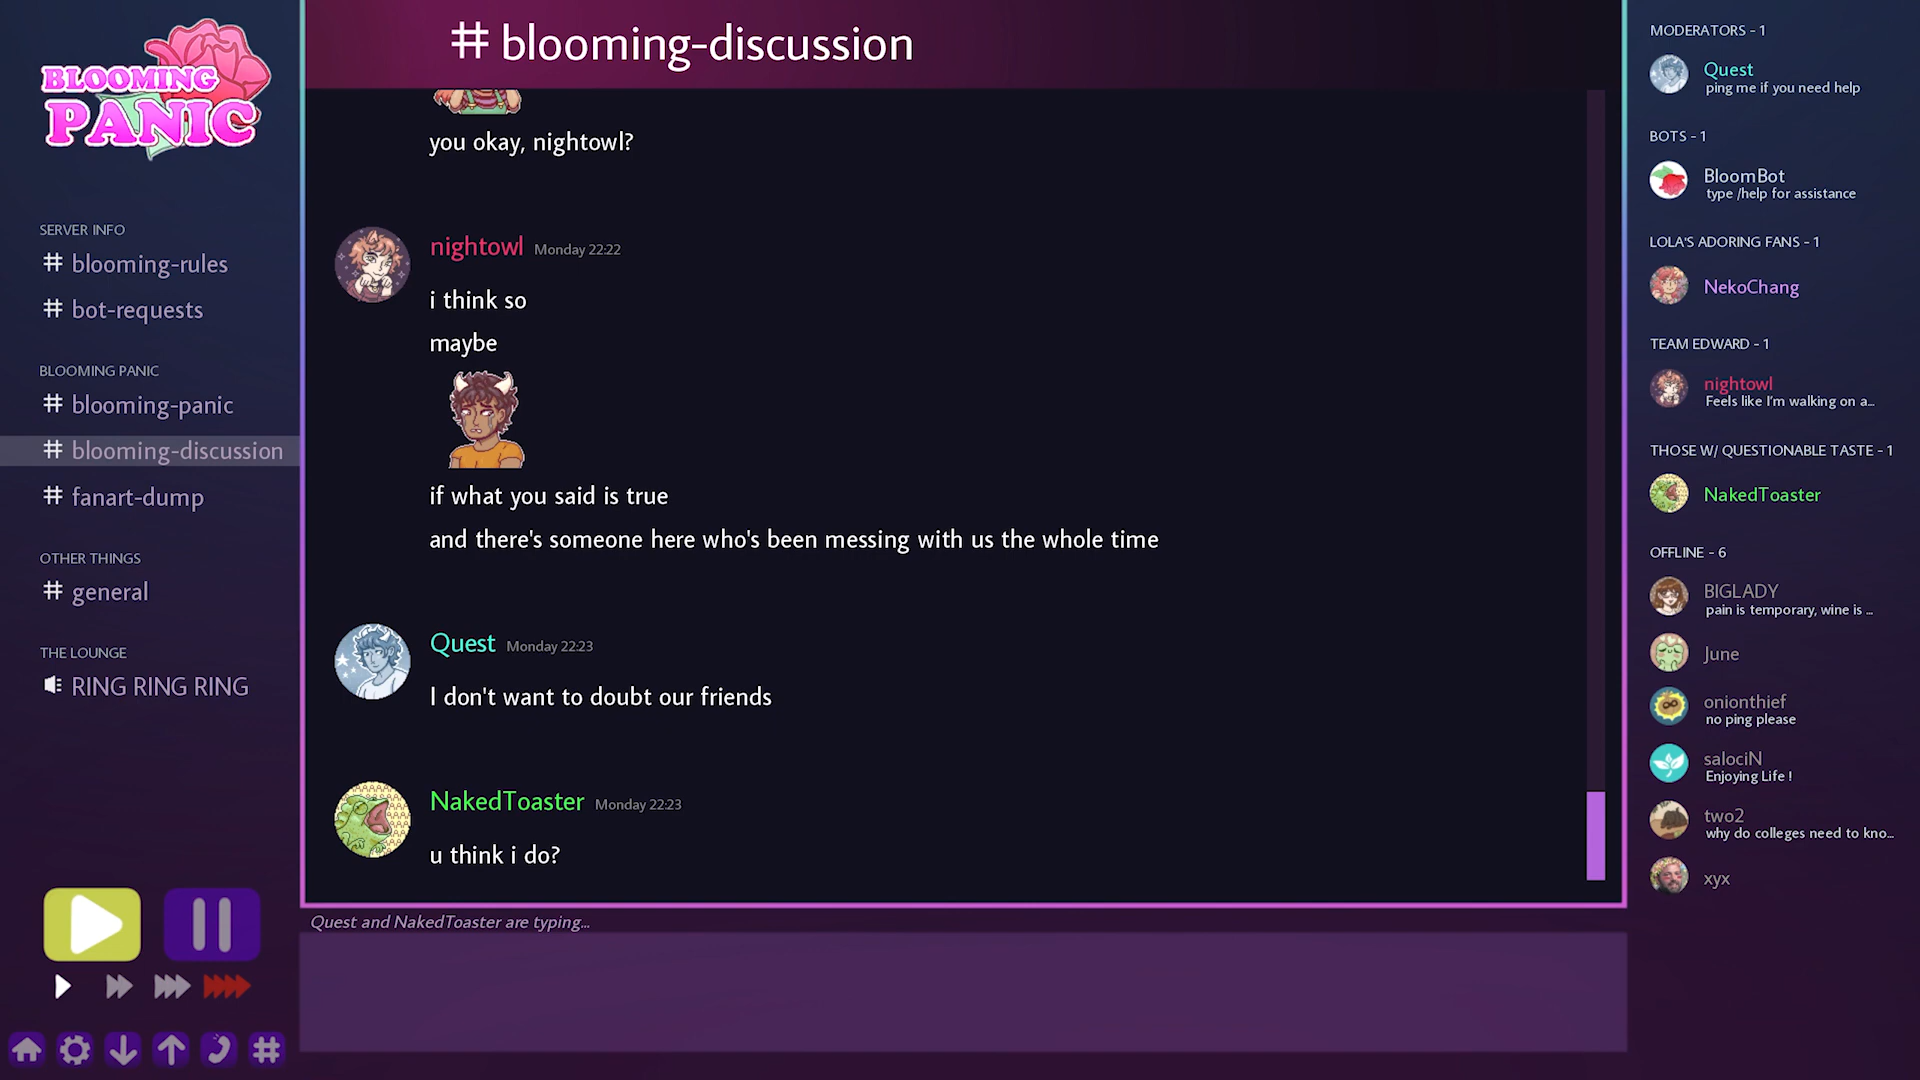 BLOOMING
PANIC
SERVER INFO
# blooming-rules
# bot-requests
BLOOMING PANIC
# blooming-panic
# blooming-discussion
# fanart-dump
OTHER THINGS
# general
THE LOUNGE
RING RING RING
# blooming-discussion
you okay, nightowl?
nightowl Monday 22:22
i think so
maybe
if what you said is true
and there's someone here who's been messing with us the whole time
Quest Monday 22:23
I don't want to doubt our friends
NakedToaster Monday 22:23
u think i do?
Quest and NakedToaster are typing...
MODERATORS - 1
Quest
ping me if you need help
BOTS - 1
BloomBot
type /help for assistance
LOLA'S ADORING FANS - 1
NekoChang
TEAM EDWARD - 1
nightowl
Feels like I'm walking on a...
THOSE W/ QUESTIONABLE TASTE - 1
NakedToaster
OFFLINE - 6
BIGLADY
pain is temporary, wine is ...
June
onionthief
no ping please
salociN
Enjoying Life !
two2
why do colleges need to kno...
xyx